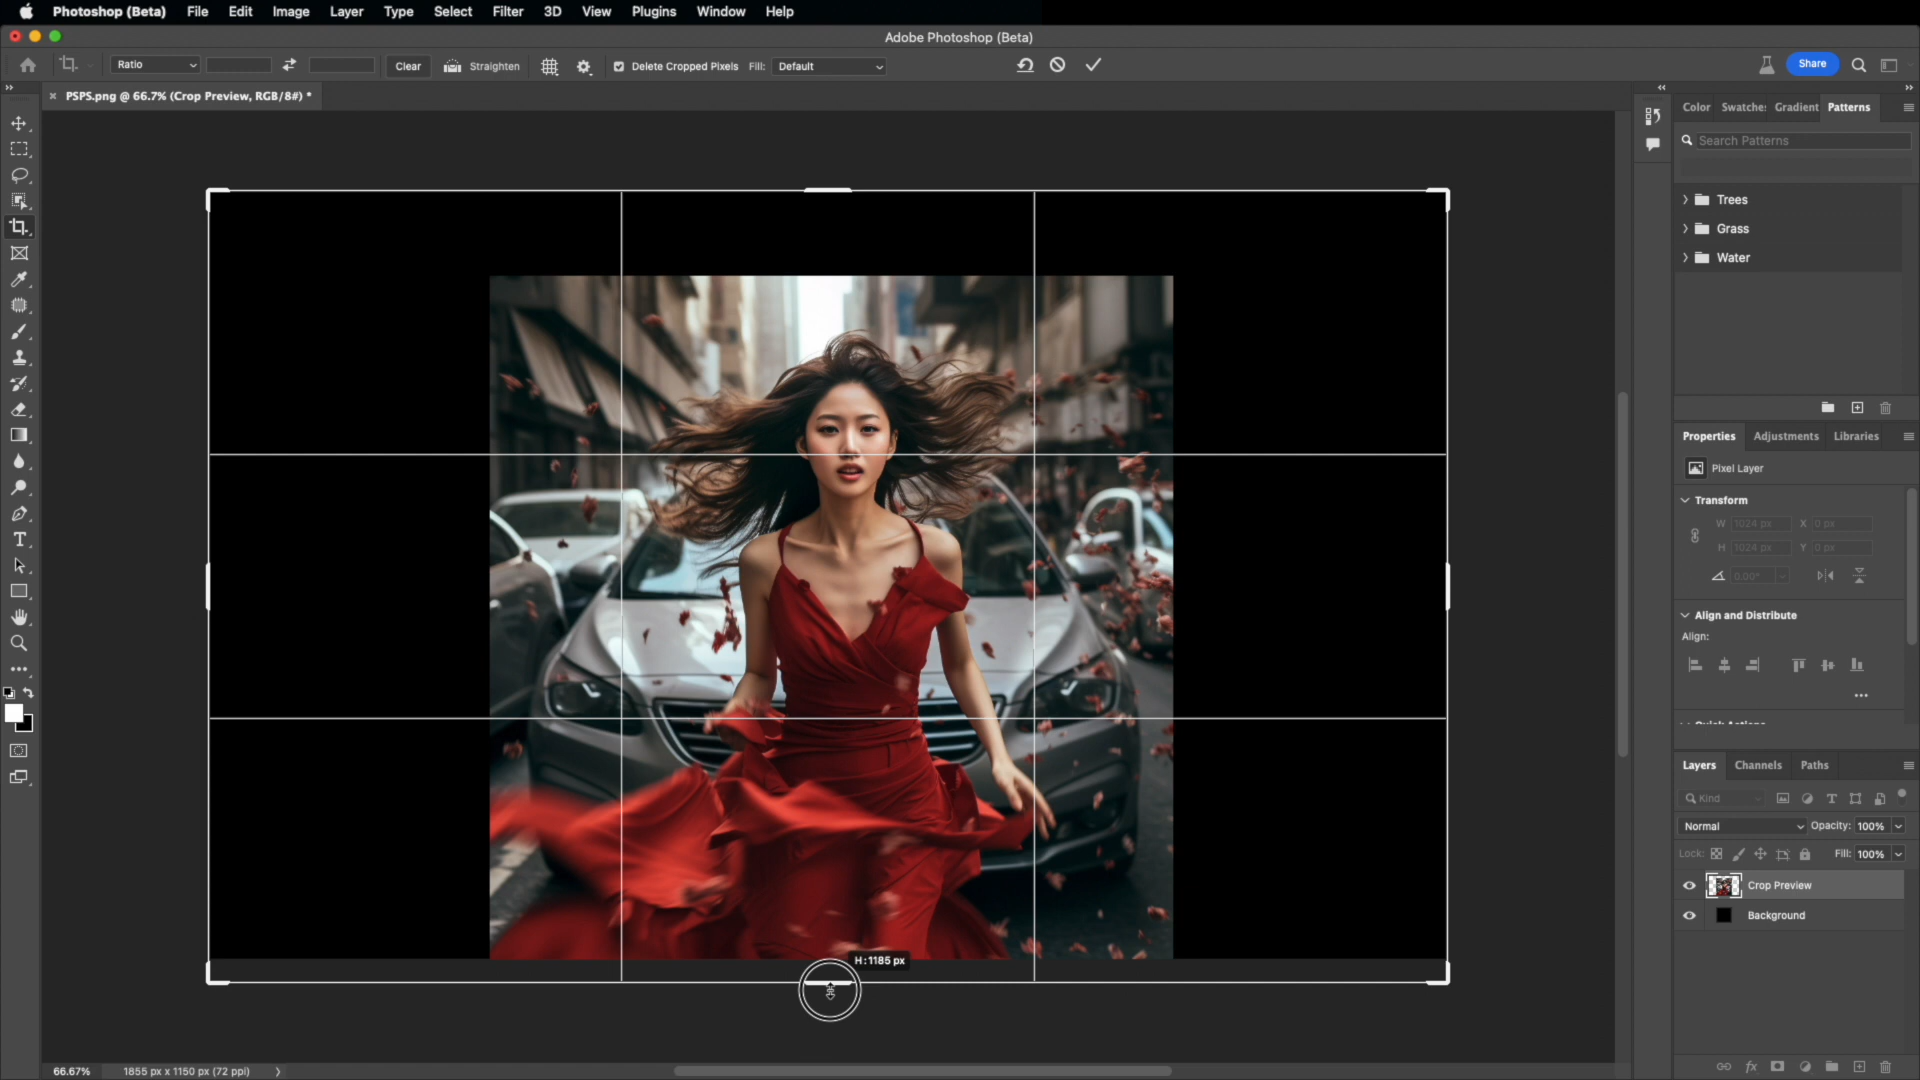 Photoshop (Beta) File Edit Image Layer Type Select Filter 3D View Plugins Window Help
Adobe Photoshop (Beta)
Ratio Clear Straighten Delete Cropped Pixels Fill: Default Share
PSPS.png @ 66.7% (Crop Preview, RGB/8#) *
Color Swatches Gradient Patterns
Search Patterns
Trees
Grass
Water
Properties Adjustments Libraries
Pixel Layer
Transform
W 1024 px X 0 px
H 1024 px Y 0 px
0.00°
Align and Distribute
Align:
Quick Actions
Layers Channels Paths
Kind
Normal Opacity: 100%
Lock: Fill: 100%
Crop Preview
Background
H: 1185 px
66.67% 1855 px x 1150 px (72 ppi)